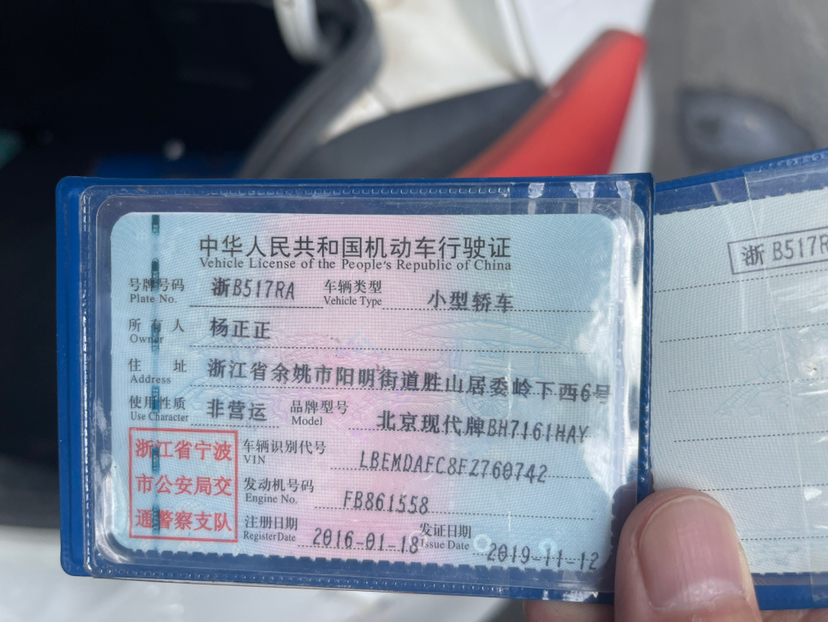 中华人民共和国机动车行驶证
Vehicle License of the People's Republic of China
号牌号码 浙B517RA 车辆类型 小型轿车
Plate No. Vehicle Type
所有人 杨正正
Owner
住址 浙江省余姚市阳明街道胜山居委岭下西6号
Address
使用性质 非营运 品牌型号 北京现代牌BH7161HAY
Use Character Model
浙江省宁波
市公安局交
通警察支队
车辆识别代号 LBEMDAFC8FZ760742
VIN
发动机号码 FB861558
Engine No.
注册日期 2016-01-18 发证日期 2019-11-12
Register Date Issue Date
浙B517R